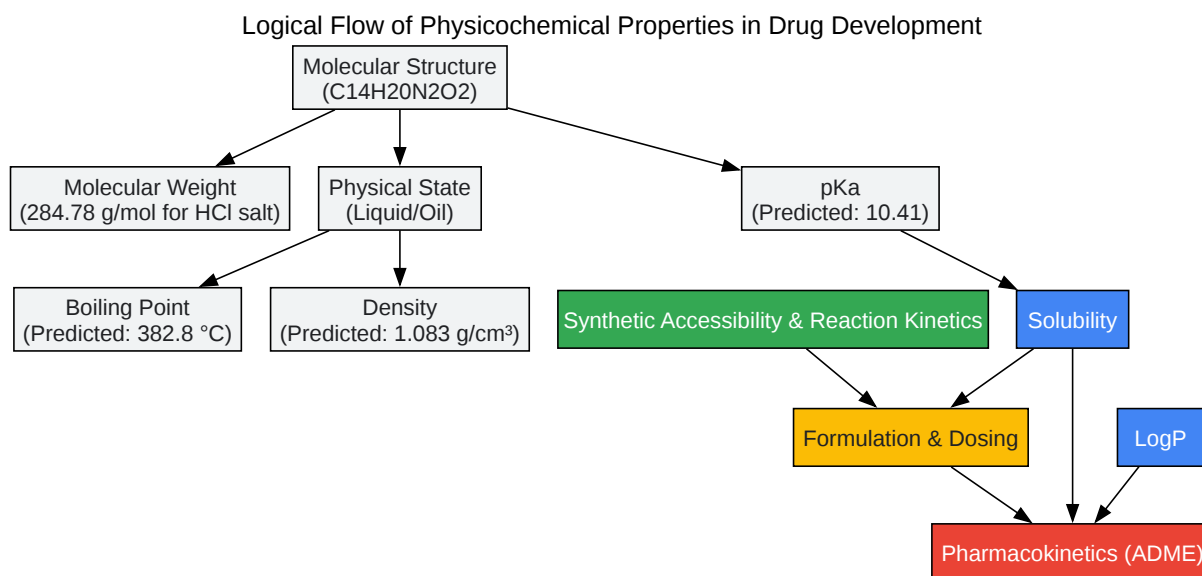 Logical Flow of Physicochemical Properties in Drug Development
Molecular Structure
(C14H20N2O2)
Molecular Weight
(284.78 g/mol for HCl salt)
Physical State
(Liquid/Oil)
pKa
(Predicted: 10.41)
Boiling Point
(Predicted: 382.8 °C)
Density
(Predicted: 1.083 g/cm³)
Synthetic Accessibility & Reaction Kinetics
Solubility
Formulation & Dosing
LogP
Pharmacokinetics (ADME)